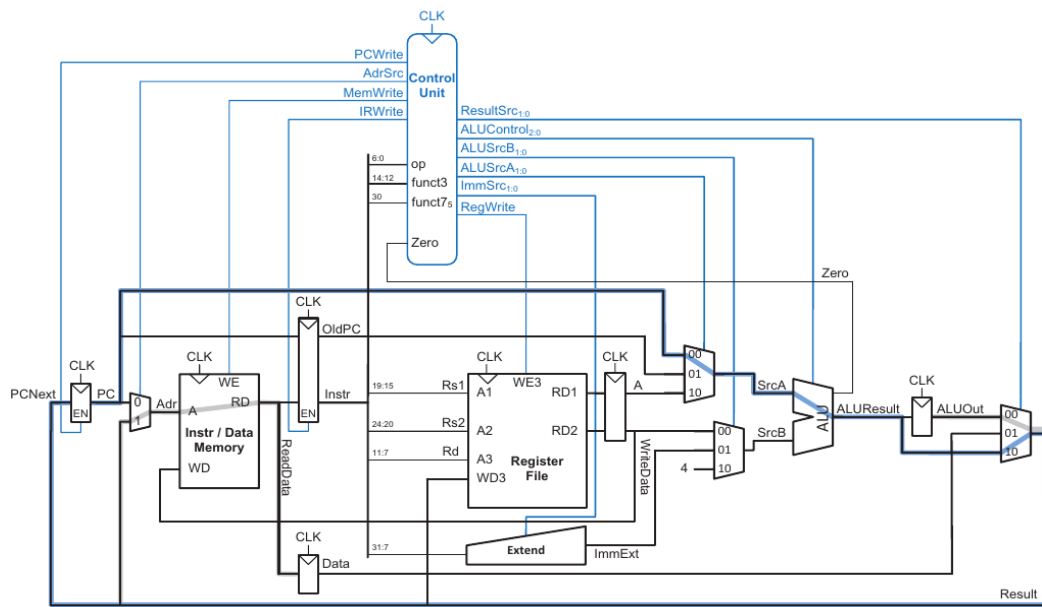 CLK
PCWrite
AdrSrc
MemWrite
IRWrite
Control
Unit
ResultSrc1:0
ALUControl2:0
ALUSrcB1:0
ALUSrcA1:0
ImmSrc1:0
RegWrite
6:0
op
14:12
funct3
30
funct75
Zero
Zero
CLK
OldPC
CLK
PCNext
EN
PC
0
1
Adr
CLK
WE
A
RD
Instr / Data
Memory
WD
ReadData
EN
Instr
19:15
Rs1
24:20
Rs2
11:7
Rd
CLK
A1
WE3
RD1
A2
RD2
A3
WD3
Register
File
CLK
A
WriteData
00
01
10
SrcA
00
01
4
10
SrcB
ALU
ALUResult
CLK
ALUOut
00
01
10
31:7
Extend
ImmExt
CLK
Data
Result